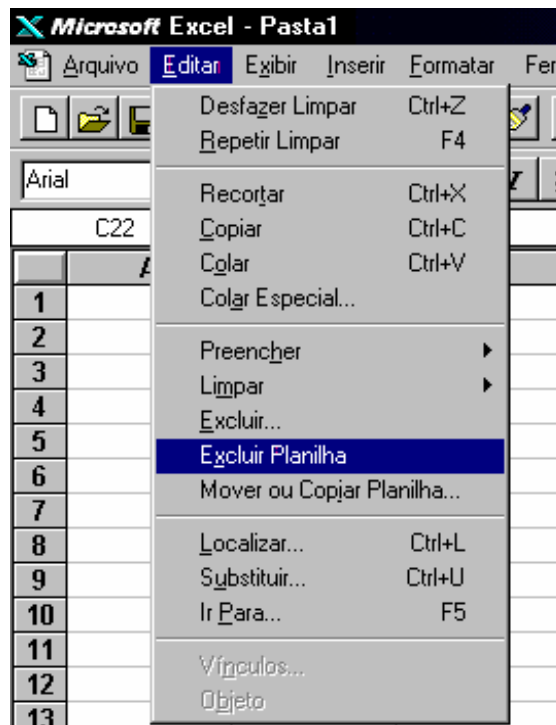 Microsoft Excel - Pasta1
Arquivo Editar Exibir Inserir Formatar Fer
Desfazer Limpar Ctrl+Z
Repetir Limpar F4
Arial I
Recortar Ctrl+X
C22
Copiar Ctrl+C
Colar Ctrl+V
A
Colar Especial...
1
2
Preencher
3
Limpar
4
Excluir...
5
Excluir Planilha
6
Mover ou Copiar Planilha...
7
8
Localizar... Ctrl+L
9
Substituir... Ctrl+U
10
Ir Para... F5
11
Vínculos...
12
Objeto
13